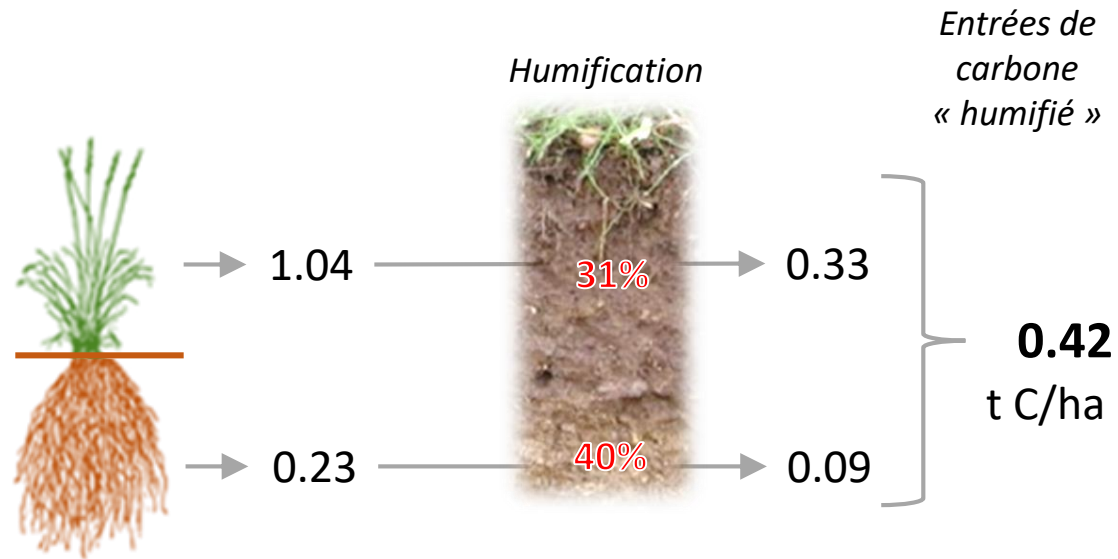 Entrées de
carbone
« humifié »
Humification
1.04
31%
0.33
0.42
t C/ha
0.23
40%
0.09